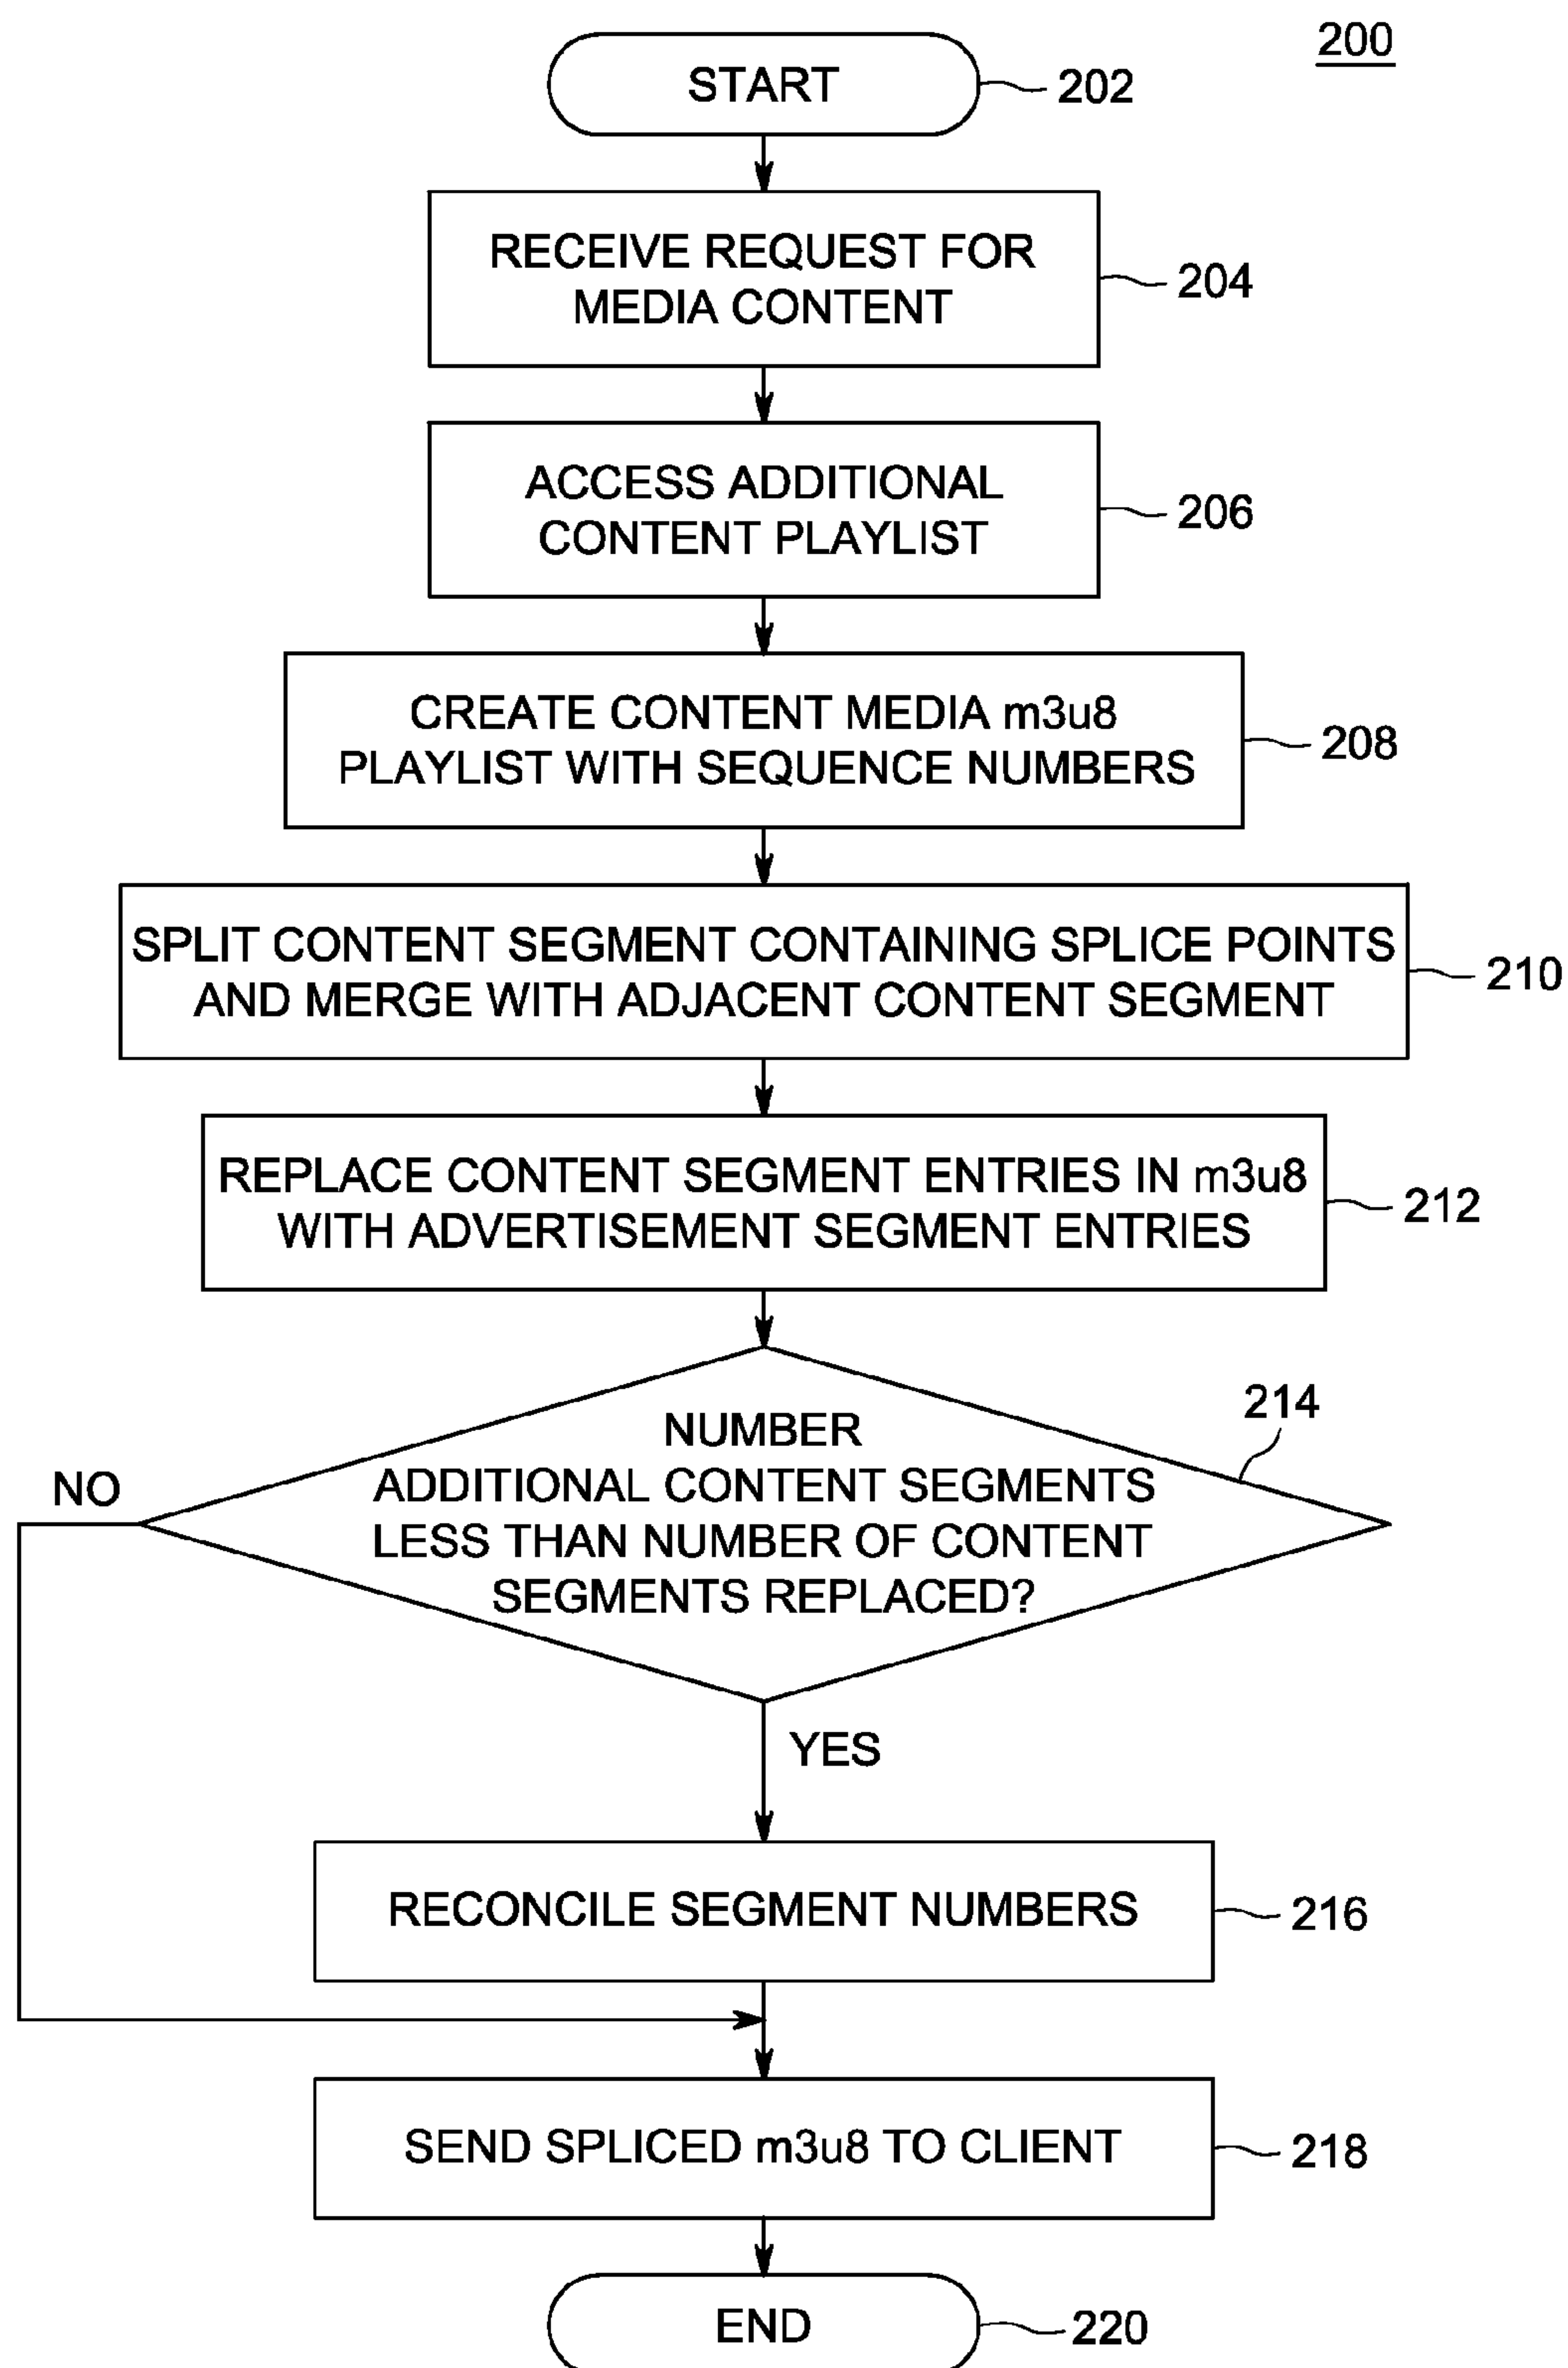 200
START
202
RECEIVE REQUEST FOR
MEDIA CONTENT
204
ACCESS ADDITIONAL
CONTENT PLAYLIST
206
CREATE CONTENT MEDIA m3u8
PLAYLIST WITH SEQUENCE NUMBERS
208
SPLIT CONTENT SEGMENT CONTAINING SPLICE POINTS
AND MERGE WITH ADJACENT CONTENT SEGMENT
210
REPLACE CONTENT SEGMENT ENTRIES IN m3u8
WITH ADVERTISEMENT SEGMENT ENTRIES
212
214
NUMBER
ADDITIONAL CONTENT SEGMENTS
LESS THAN NUMBER OF CONTENT
SEGMENTS REPLACED?
NO
YES
RECONCILE SEGMENT NUMBERS
216
SEND SPLICED m3u8 TO CLIENT
218
END
220